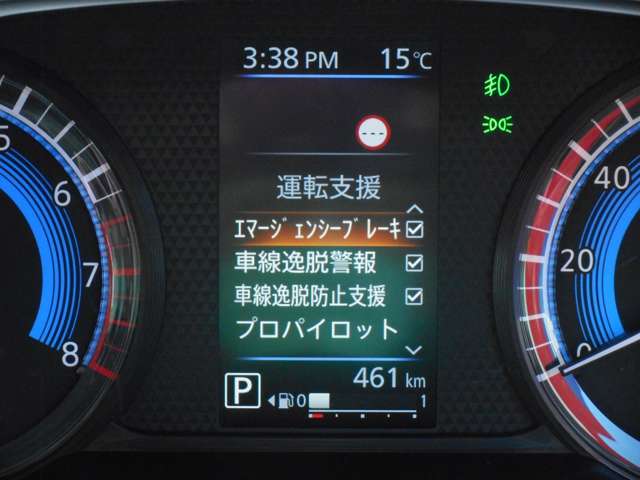 3:38 PM 15℃
---
運転支援
ｴﾏｰｼﾞｪﾝｼｰﾌﾞﾚｰｷ
車線逸脱警報
車線逸脱防止支援
プロパイロット
461 km
P 0 1
5
6
7
8
40
20
0